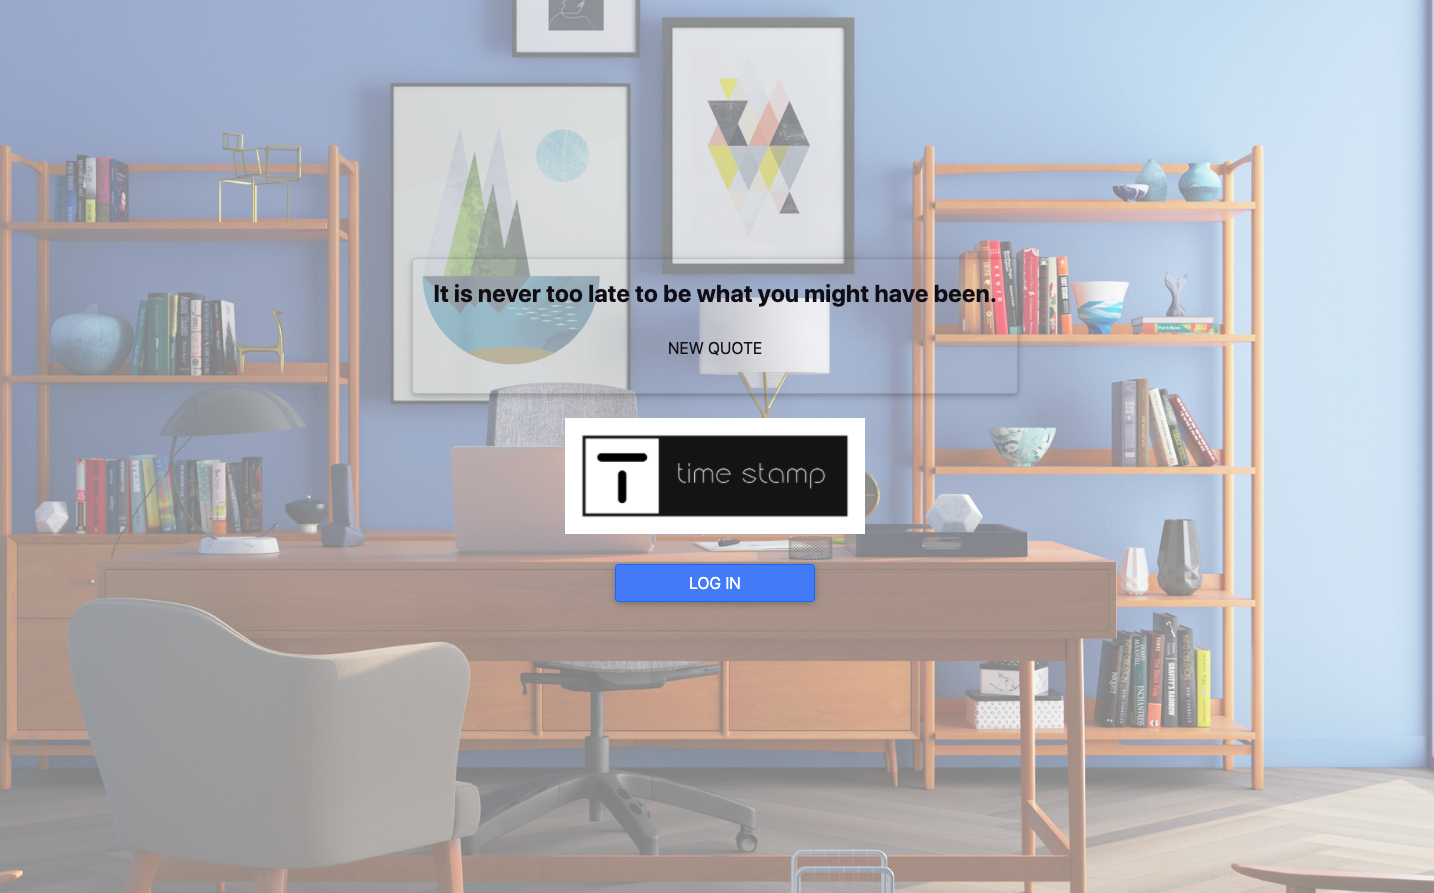 It is never too late to be what you might have been.
NEW QUOTE
T time stamp
LOG IN